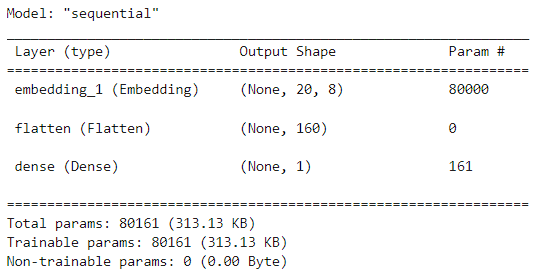 Model: "sequential"
_________________________________________________________________
Layer (type) Output Shape Param #
=================================================================
embedding_1 (Embedding) (None, 20, 8) 80000
flatten (Flatten) (None, 160) 0
dense (Dense) (None, 1) 161
=================================================================
Total params: 80161 (313.13 KB)
Trainable params: 80161 (313.13 KB)
Non-trainable params: 0 (0.00 Byte)